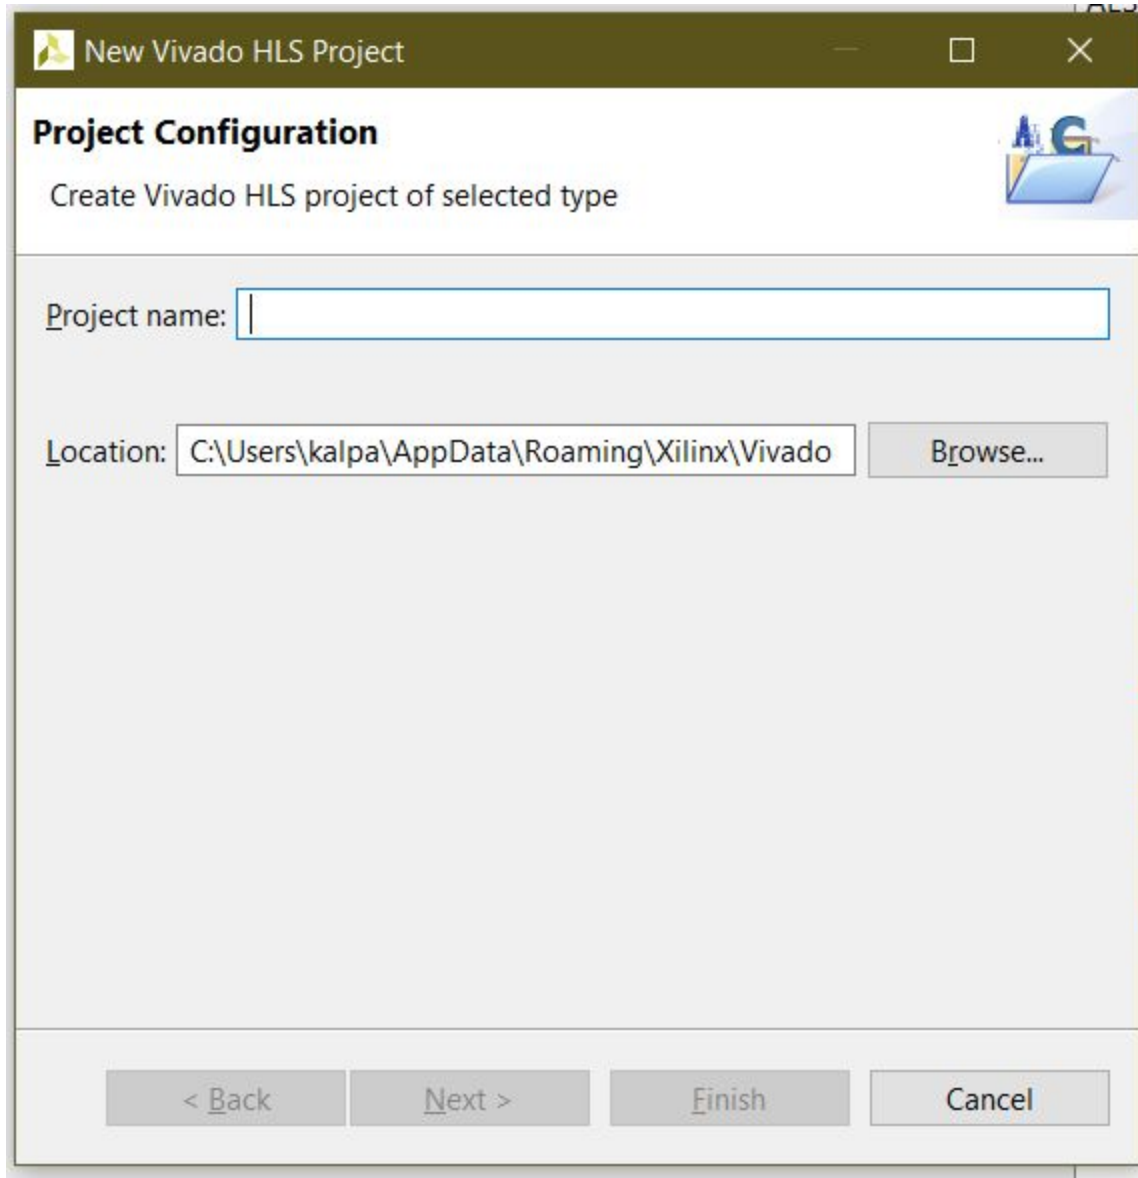 New Vivado HLS Project
Project Configuration
Create Vivado HLS project of selected type
Project name:
Location: C:\Users\kalpa\AppData\Roaming\Xilinx\Vivado Browse...
< Back Next > Finish Cancel